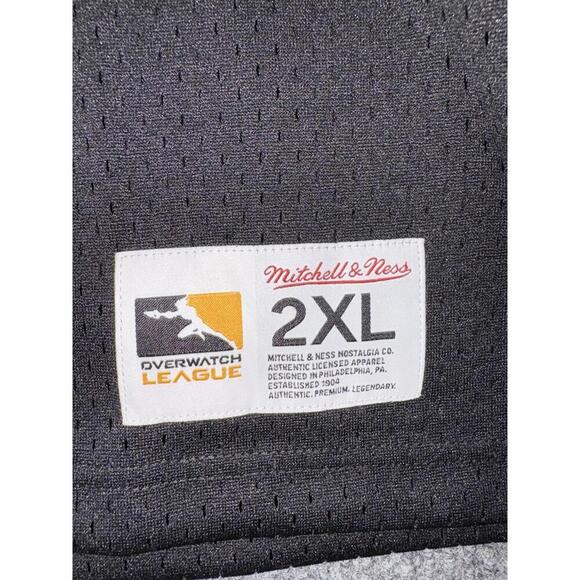 OVERWATCH
LEAGUE
Mitchell & Ness
2XL
MITCHELL & NESS NOSTALGIA CO.
AUTHENTIC LICENSED APPAREL
DESIGNED IN PHILADELPHIA, PA.
ESTABLISHED 1904
AUTHENTIC. PREMIUM. LEGENDARY.